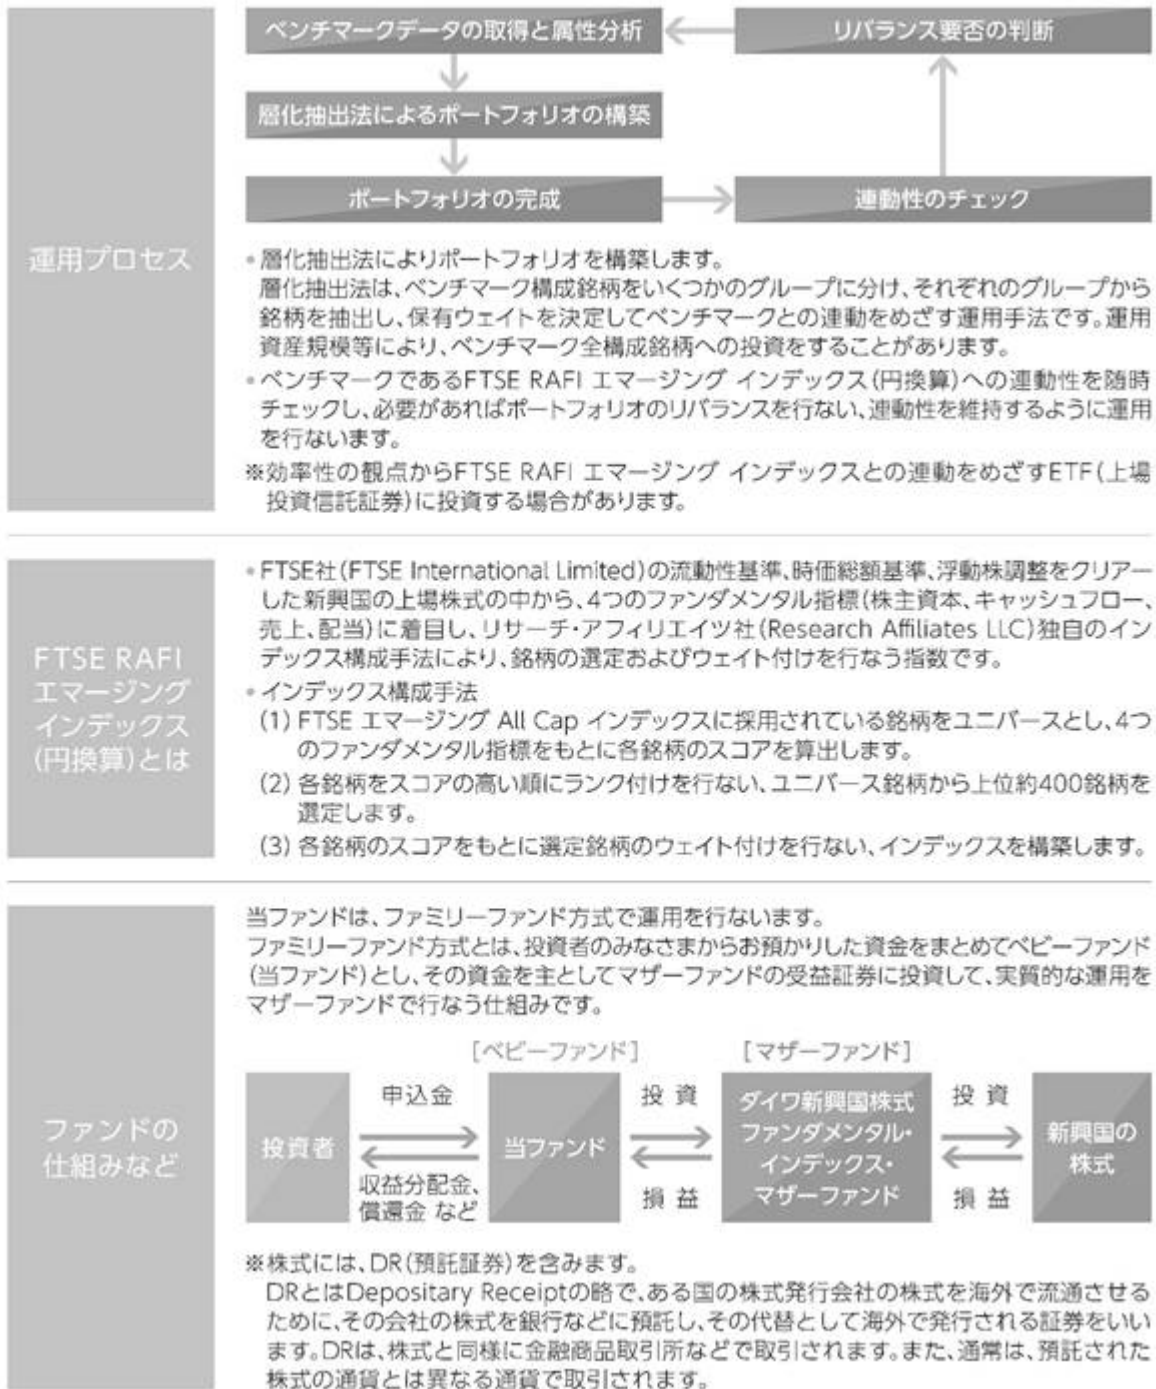 運用プロセス
ベンチマークデータの取得と属性分析
リバランス要否の判断
層化抽出法によるポートフォリオの構築
ポートフォリオの完成
連動性のチェック
•層化抽出法によりポートフォリオを構築します。
層化抽出法は、ベンチマーク構成銘柄をいくつかのグループに分け、それぞれのグループから
銘柄を抽出し、保有ウェイトを決定してベンチマークとの連動をめざす運用手法です。運用
資産規模等により、ベンチマーク全構成銘柄への投資をすることがあります。
•ベンチマークであるFTSE RAFI エマージング インデックス(円換算)への連動性を随時
チェックし、必要があればポートフォリオのリバランスを行ない、連動性を維持するように運用
を行ないます。
※効率性の観点からFTSE RAFI エマージング インデックスとの連動をめざすETF(上場
投資信託証券)に投資する場合があります。
FTSE RAFI
エマージング
インデックス
(円換算)とは
•FTSE社(FTSE International Limited)の流動性基準、時価総額基準、浮動株調整をクリアー
した新興国の上場株式の中から、4つのファンダメンタル指標(株主資本、キャッシュフロー、
売上、配当)に着目し、リサーチ・アフィリエイツ社(Research Affiliates LLC)独自のイン
デックス構成手法により、銘柄の選定およびウェイト付けを行なう指数です。
•インデックス構成手法
(1) FTSE エマージング All Cap インデックスに採用されている銘柄をユニバースとし、4つ
のファンダメンタル指標をもとに各銘柄のスコアを算出します。
(2) 各銘柄をスコアの高い順にランク付けを行ない、ユニバース銘柄から上位約400銘柄を
選定します。
(3) 各銘柄のスコアをもとに選定銘柄のウェイト付けを行ない、インデックスを構築します。
ファンドの
仕組みなど
当ファンドは、ファミリーファンド方式で運用を行ないます。
ファミリーファンド方式とは、投資者のみなさまからお預かりした資金をまとめてベビーファンド
(当ファンド)とし、その資金を主としてマザーファンドの受益証券に投資して、実質的な運用を
マザーファンドで行なう仕組みです。
[ベビーファンド]
[マザーファンド]
投資者
申込金
収益分配金、
償還金 など
当ファンド
投 資
損 益
ダイワ新興国株式
ファンダメンタル・
インデックス・
マザーファンド
投 資
損 益
新興国の
株式
※株式には、DR(預託証券)を含みます。
DRとはDepositary Receiptの略で、ある国の株式発行会社の株式を海外で流通させる
ために、その会社の株式を銀行などに預託し、その代替として海外で発行される証券をいい
ます。DRは、株式と同様に金融商品取引所などで取引されます。また、通常は、預託された
株式の通貨とは異なる通貨で取引されます。